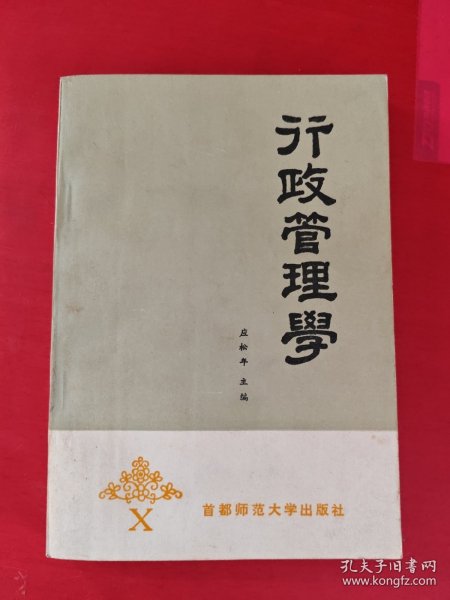 行政管理學
应松年 主编
X
首都师范大学出版社
孔夫子旧书网
www.kongfz.com